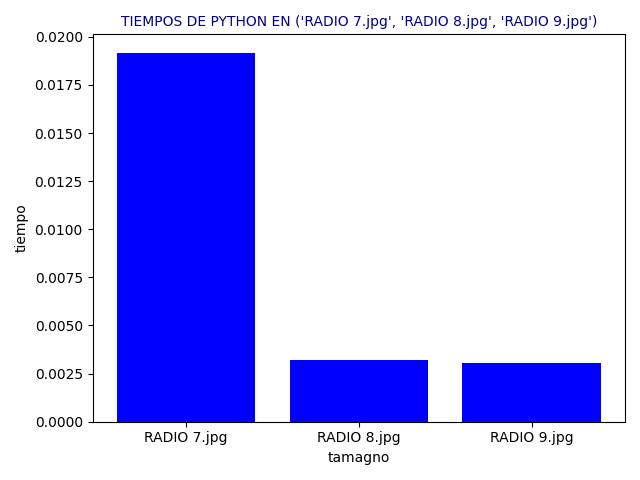 TIEMPOS DE PYTHON EN ('RADIO 7.jpg', 'RADIO 8.jpg', 'RADIO 9.jpg')
0.0200
0.0175
0.0150
0.0125
0.0100
0.0075
0.0050
0.0025
0.0000
tiempo
RADIO 7.jpg RADIO 8.jpg RADIO 9.jpg
tamagno